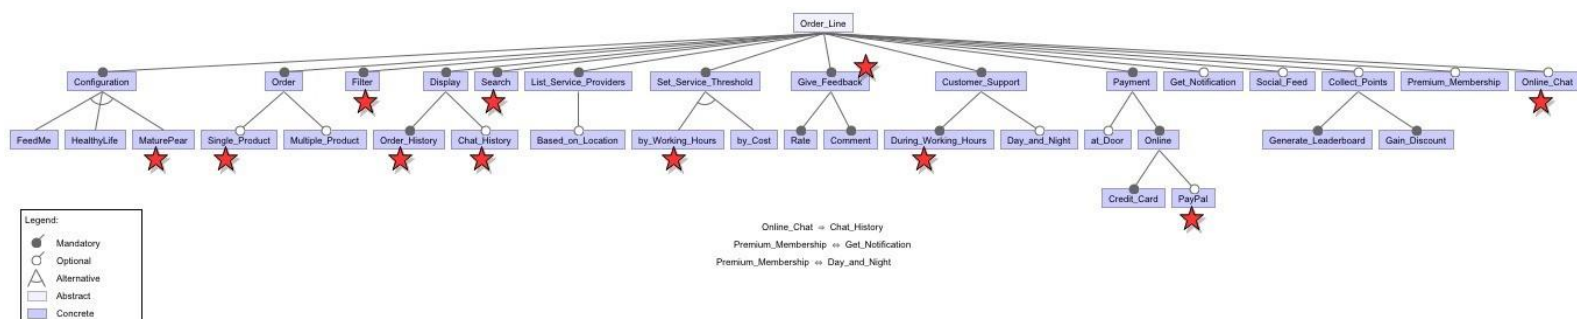 Order_Line
Configuration Order Filter Display Search List_Service_Providers Set_Service_Threshold Give_Feedback Customer_Support Payment Get_Notification Social_Feed Collect_Points Premium_Membership Online_Chat
FeedMe HealthyLife MaturePear Single_Product Multiple_Product Order_History Chat_History Based_on_Location by_Working_Hours by_Cost Rate Comment During_Working_Hours Day_and_Night at_Door Online Generate_Leaderboard Gain_Discount
Credit_Card PayPal
Online_Chat ⇒ Chat_History
Premium_Membership ⇔ Get_Notification
Premium_Membership ⇔ Day_and_Night
Legend:
Mandatory
Optional
Alternative
Abstract
Concrete